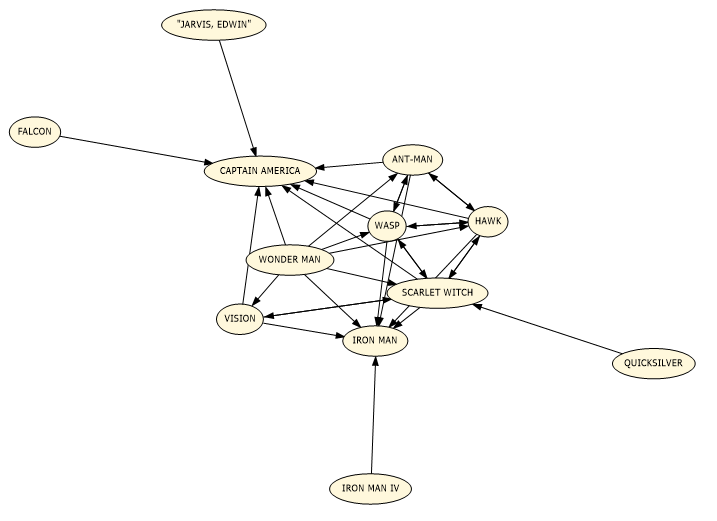 "JARVIS, EDWIN"
FALCON
ANT-MAN
CAPTAIN AMERICA
WASP
HAWK
WONDER MAN
SCARLET WITCH
VISION
IRON MAN
QUICKSILVER
IRON MAN IV